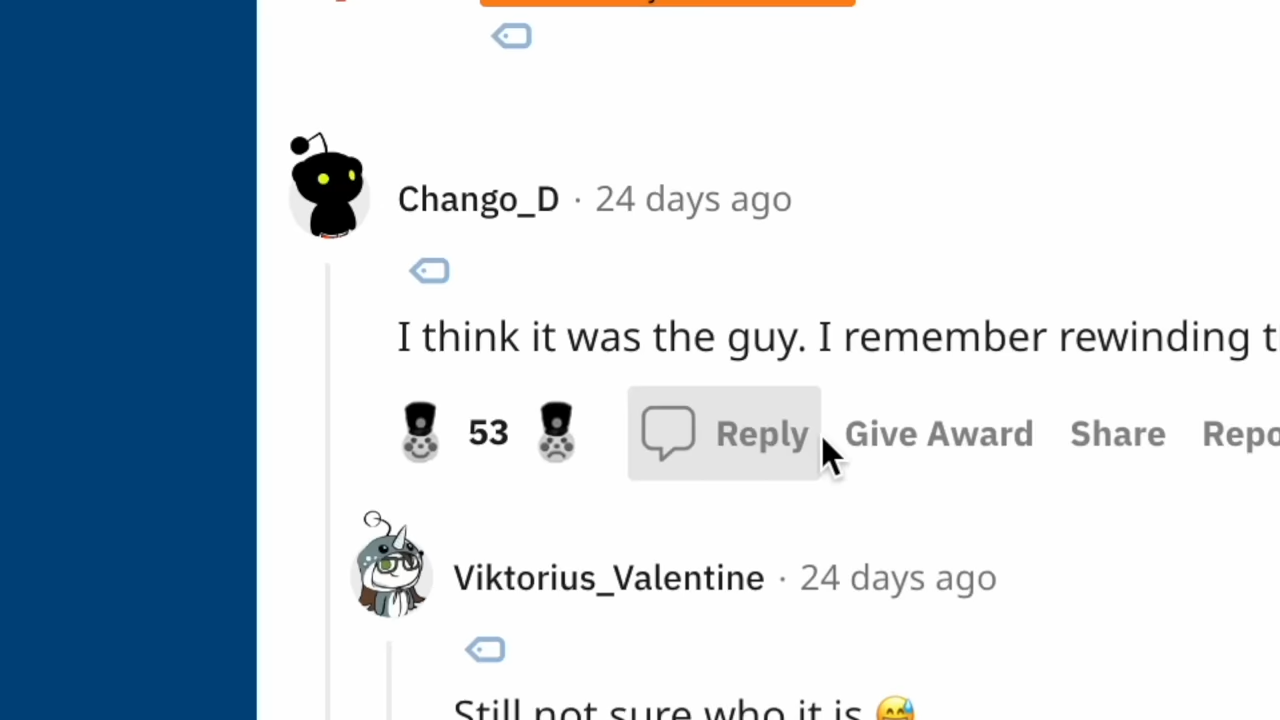 Chango_D · 24 days ago
I think it was the guy. I remember rewinding
53 Reply Give Award Share
Viktorius_Valentine · 24 days ago
Still not sure who it is 😅